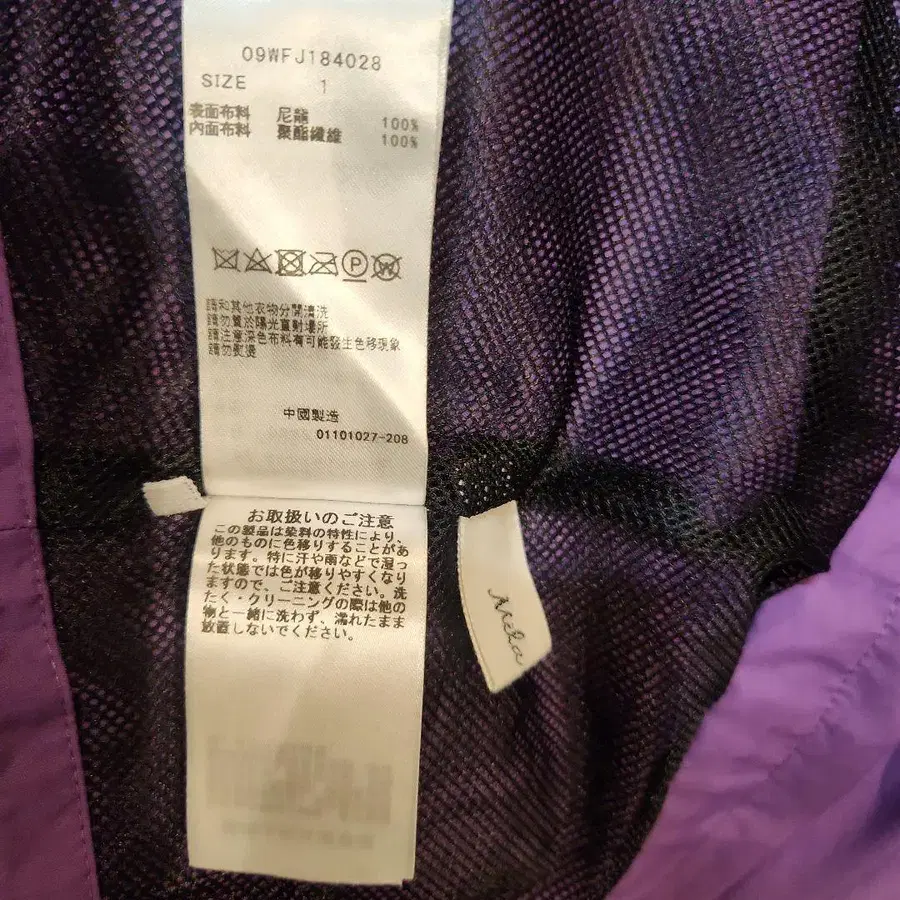 09WFJ184028
SIZE 1
表面布料 尼龍 100%
内面布料 聚酯纖維 100%
P W
請和其他衣物分開清洗
請勿置於陽光直射場所
請注意深色布料有可能發生色移現象
請勿熨燙
中國製造
01101027-208
お取扱いのご注意
この製品は染料の特性により、
他のものに色移りすることがあ
ります。特に汗や雨などで湿っ
た状態では色が移りやすくなり
ますので、ご注意ください。洗
たく・クリーニングの際は他の
物と一緒に洗わず、濡れたまま
放置しないでください。
Mila